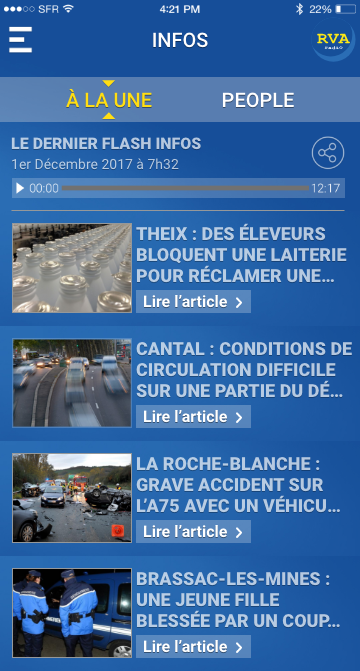 SFR 4:21 PM 22%
INFOS
RVA
RADIO
À LA UNE PEOPLE
LE DERNIER FLASH INFOS
1er Décembre 2017 à 7h32
00:00 12:17
THEIX : DES ÉLEVEURS
BLOQUENT UNE LAITERIE
POUR RÉCLAMER UNE…
Lire l’article
CANTAL : CONDITIONS DE
CIRCULATION DIFFICILE
SUR UNE PARTIE DU DÉ…
Lire l’article
LA ROCHE-BLANCHE :
GRAVE ACCIDENT SUR
L’A75 AVEC UN VÉHICU…
Lire l’article
BRASSAC-LES-MINES :
UNE JEUNE FILLE
BLESSÉE PAR UN COUP…
Lire l’article